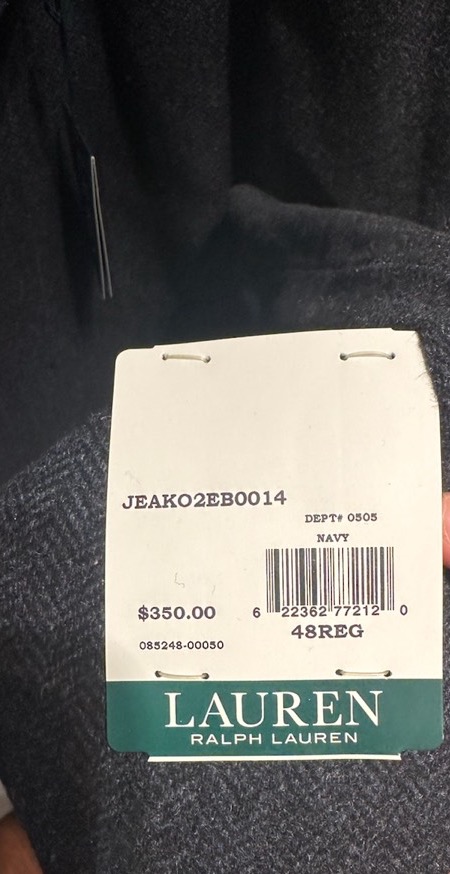 JEAKO2EB0014
DEPT# 0505
NAVY
6 22362 77212 0
$350.00
48REG
085248-00050
LAUREN
RALPH LAUREN